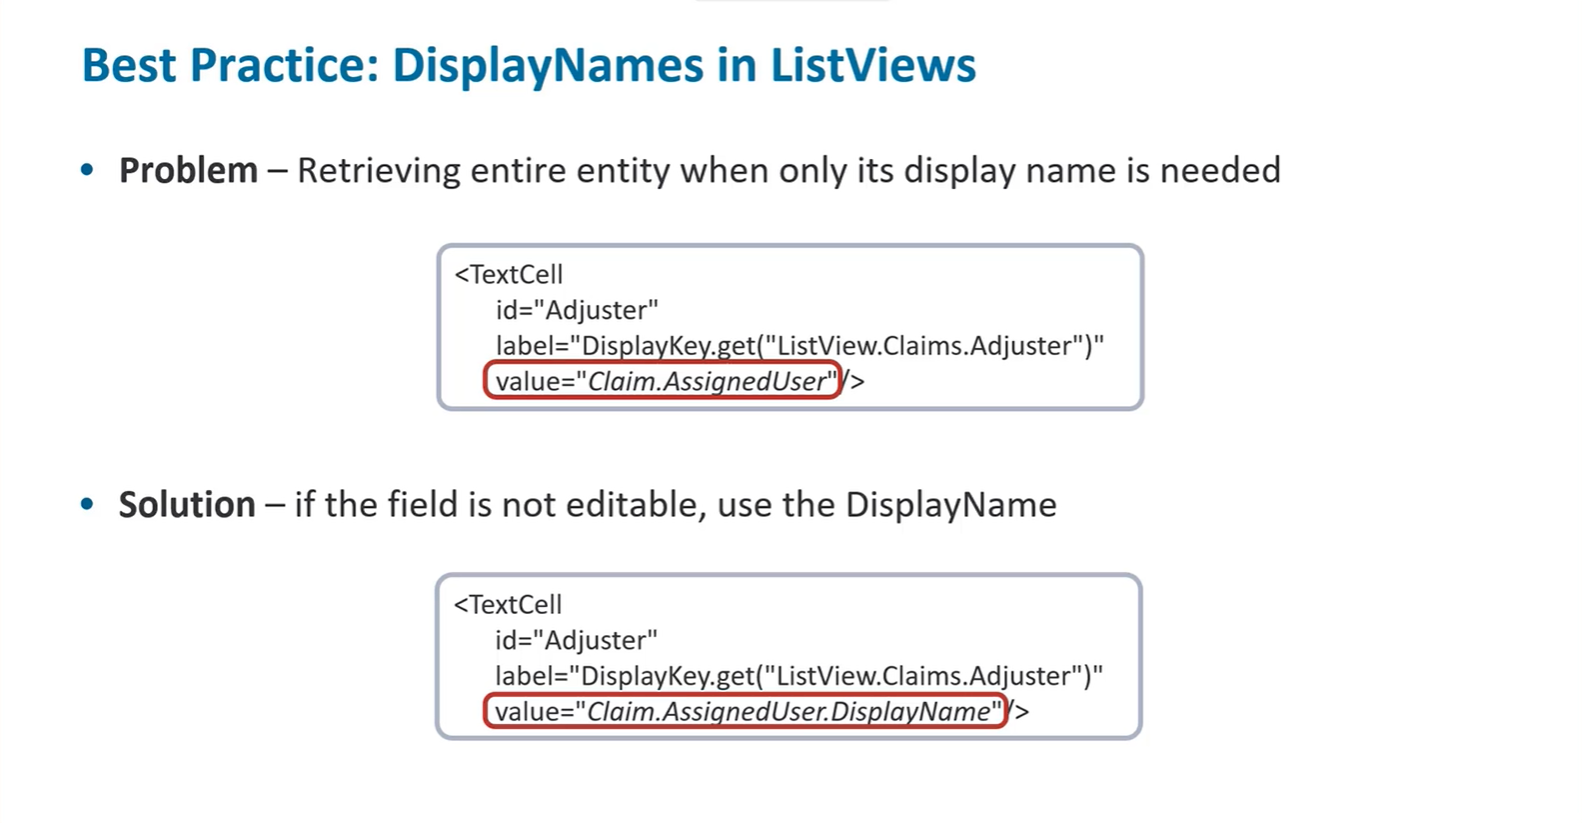 Best Practice: DisplayNames in ListViews
• Problem – Retrieving entire entity when only its display name is needed
<TextCell
id="Adjuster"
label="DisplayKey.get("ListView.Claims.Adjuster")"
value="Claim.AssignedUser"/>
• Solution – if the field is not editable, use the DisplayName
<TextCell
id="Adjuster"
label="DisplayKey.get("ListView.Claims.Adjuster")"
value="Claim.AssignedUser.DisplayName"/>